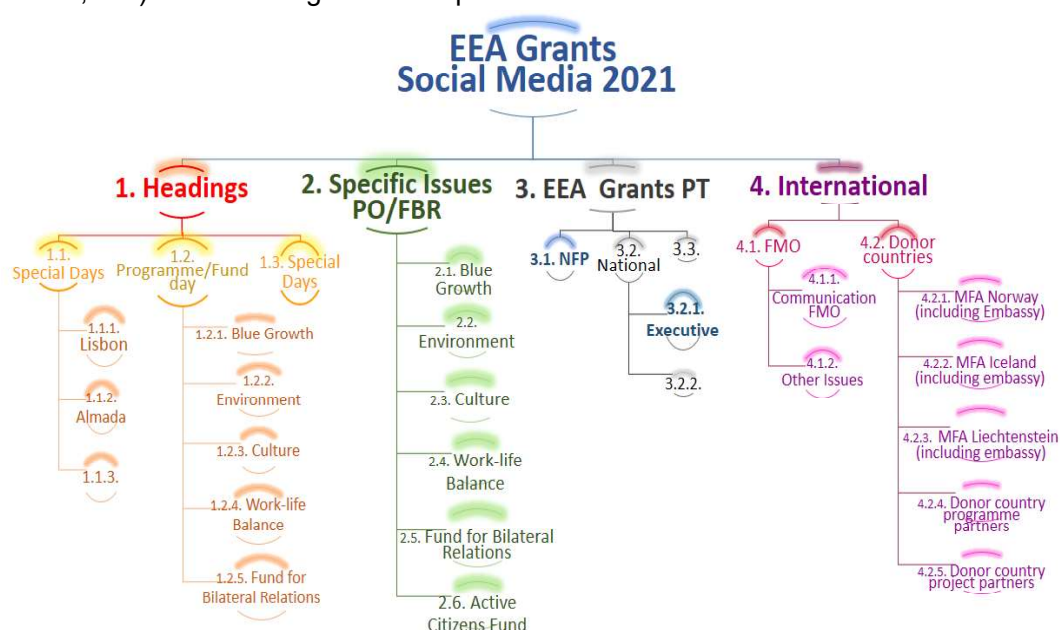 EEA Grants
Social Media 2021
1. Headings
2. Specific Issues
PO/FBR
3. EEA Grants PT
4. International
1.1.
Special Days
1.2.
Programme/Fund
day
1.3. Special
Days
1.1.1.
Lisbon
1.1.2.
Almada
1.1.3.
1.2.1. Blue Growth
1.2.2.
Environment
1.2.3. Culture
1.2.4. Work-life
Balance
1.2.5. Fund for
Bilateral Relations
2.1. Blue
Growth
2.2.
Environment
2.3. Culture
2.4. Work-life
Balance
2.5. Fund for Bilateral
Relations
2.6. Active
Citizens Fund
3.1. NFP
3.2.
National
3.3.
3.2.1.
Executive
3.2.2.
4.1. FMO
4.2. Donor
countries
4.1.1.
Communication
FMO
4.1.2.
Other Issues
4.2.1. MFA Norway
(including Embassy)
4.2.2. MFA Iceland
(including embassy)
4.2.3. MFA Liechtenstein
(including embassy)
4.2.4. Donor country
programme
partners
4.2.5. Donor country
project partners